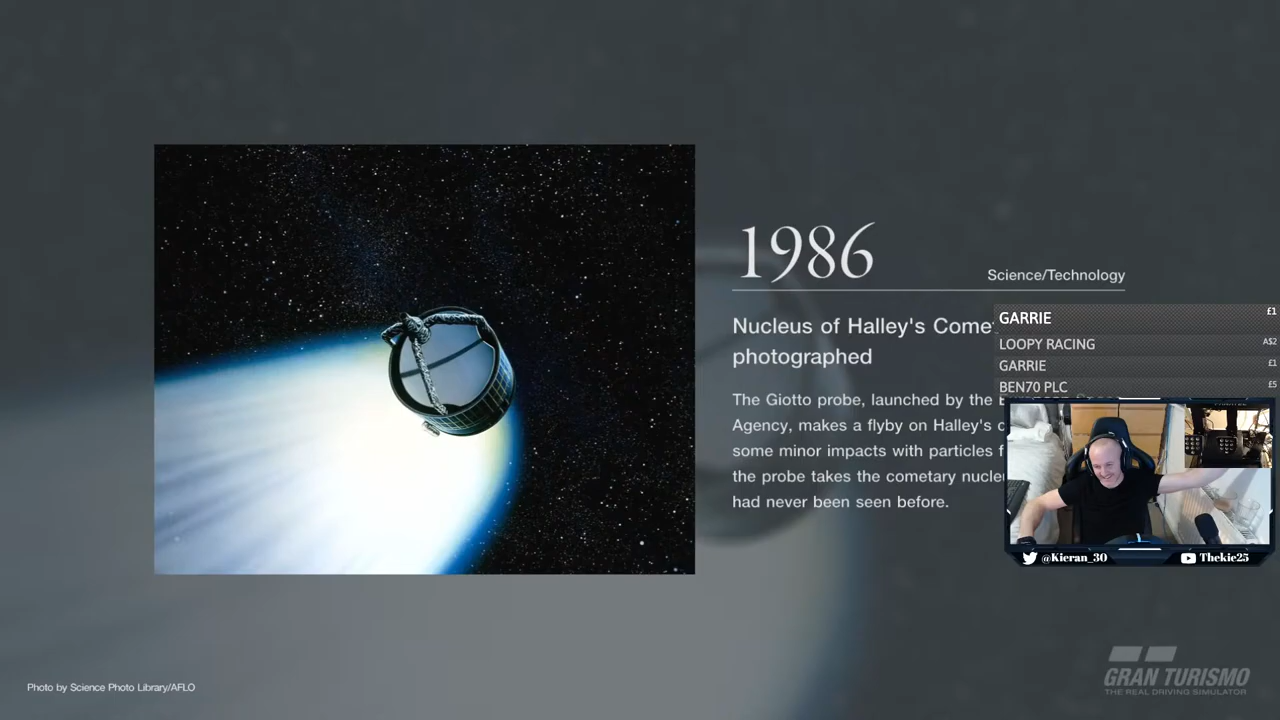 1986
Science/Technology
Nucleus of Halley's Come
photographed
The Giotto probe, launched by the
Agency, makes a flyby on Halley's
some minor impacts with particles
the probe takes the cometary
had never been seen before.
GARRIE £1
LOOPY RACING A$2
GARRIE £1
BEN70 PLC £5
@Kieran_30
Thekie25
Photo by Science Photo Library/AFLO
GRAN TURISMO
THE REAL DRIVING SIMULATOR